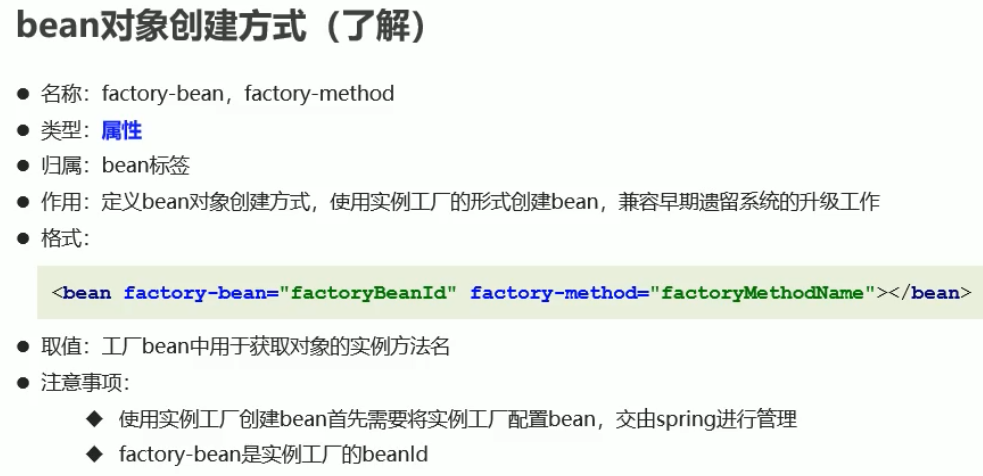 bean对象创建方式（了解）
● 名称：factory-bean，factory-method
● 类型：属性
● 归属：bean标签
● 作用：定义bean对象创建方式，使用实例工厂的形式创建bean，兼容早期遗留系统的升级工作
● 格式：
<bean factory-bean="factoryBeanId" factory-method="factoryMethodName"></bean>
● 取值：工厂bean中用于获取对象的实例方法名
● 注意事项：
◆ 使用实例工厂创建bean首先需要将实例工厂配置bean，交由spring进行管理
◆ factory-bean是实例工厂的beanId